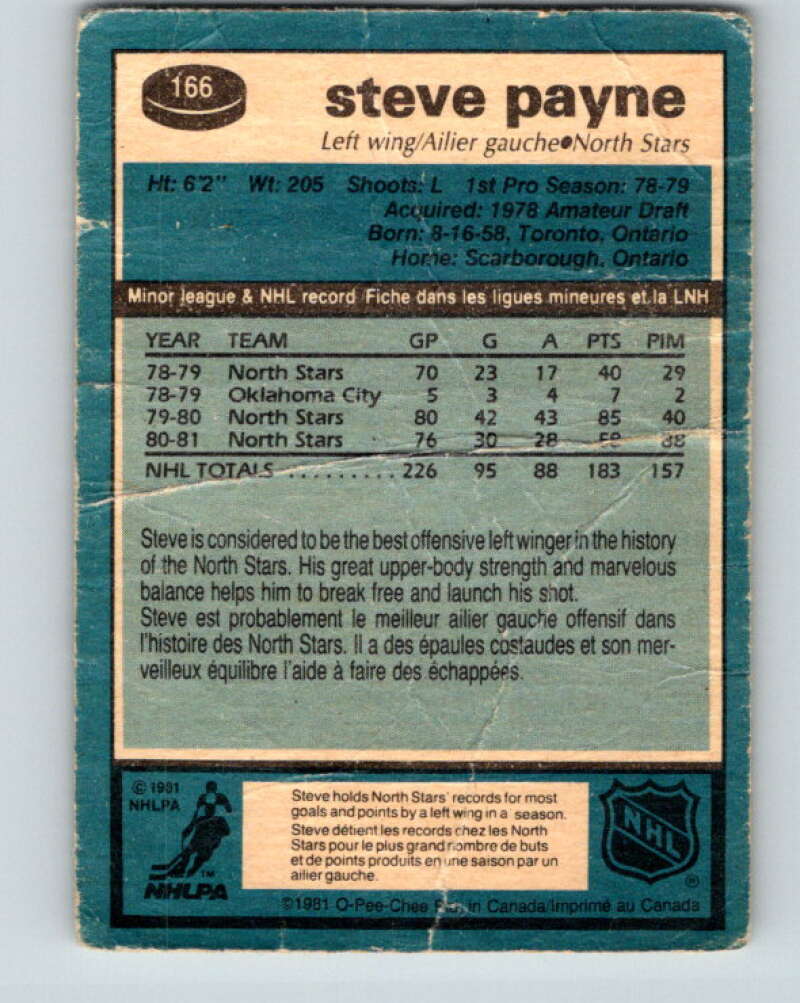 166
steve payne
Left wing/Ailier gauche•North Stars
Ht: 6'2" Wt: 205 Shoots: L 1st Pro Season: 78-79
Acquired: 1978 Amateur Draft
Born: 8-16-58, Toronto, Ontario
Home: Scarborough, Ontario
Minor league & NHL record Fiche dans les ligues mineures et la LNH
YEAR TEAM GP G A PTS PIM
78-79 North Stars 70 23 17 40 29
78-79 Oklahoma City 5 3 4 7 2
79-80 North Stars 80 42 43 85 40
80-81 North Stars 76 30 28 58 88
NHL TOTALS .......... 226 95 88 183 157
Steve is considered to be the best offensive left winger in the history
of the North Stars. His great upper-body strength and marvelous
balance helps him to break free and launch his shot.
Steve est probablement le meilleur ailier gauche offensif dans
l'histoire des North Stars. Il a des épaules costaudes et son mer-
veilleux équilibre l'aide à faire des échappées.
© 1981
NHLPA
TM
NHLPA
Steve holds North Stars' records for most
goals and points by a left wing in a season.
Steve détient les records chez les North
Stars pour le plus grand nombre de buts
et de points produits en une saison par un
ailier gauche.
NHL
®
©1981 O-Pee-Chee in Canada/Imprimé au Canada